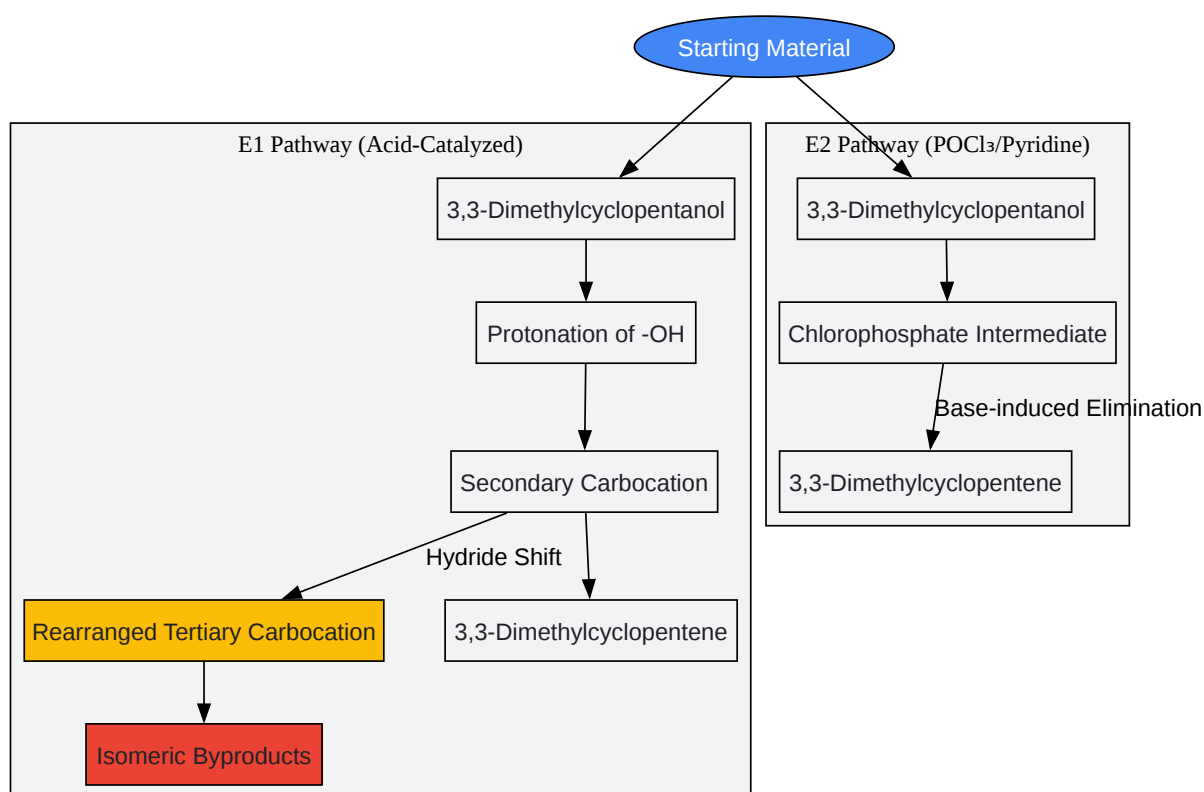 Starting Material
E1 Pathway (Acid-Catalyzed)
3,3-Dimethylcyclopentanol
Protonation of -OH
Secondary Carbocation
Hydride Shift
Rearranged Tertiary Carbocation
3,3-Dimethylcyclopentene
Isomeric Byproducts
E2 Pathway (POCl₃/Pyridine)
3,3-Dimethylcyclopentanol
Chlorophosphate Intermediate
Base-induced Elimination
3,3-Dimethylcyclopentene